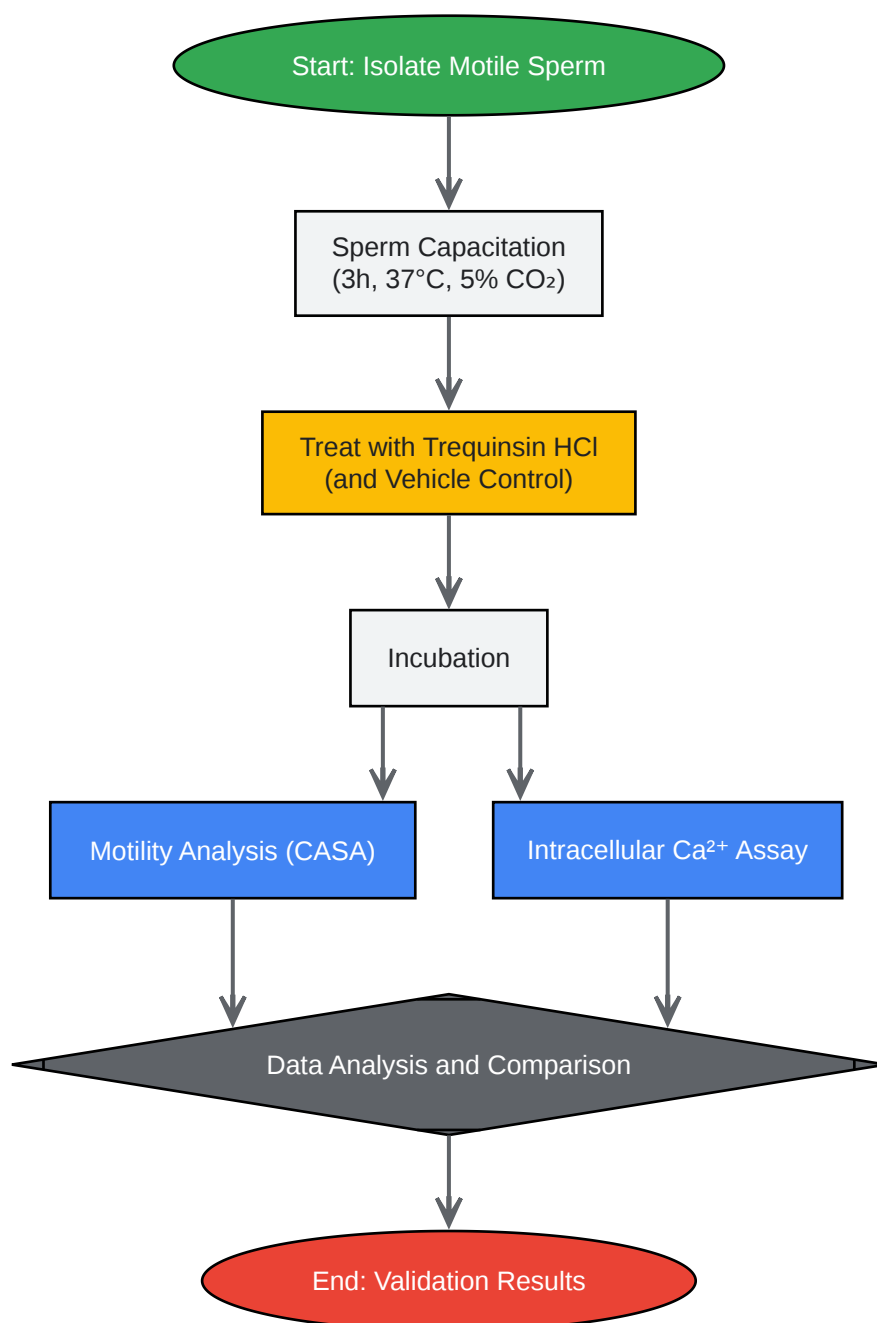 Start: Isolate Motile Sperm
Sperm Capacitation
(3h, 37°C, 5% CO₂)
Treat with Trequinsin HCl
(and Vehicle Control)
Incubation
Motility Analysis (CASA)
Intracellular Ca²⁺ Assay
Data Analysis and Comparison
End: Validation Results